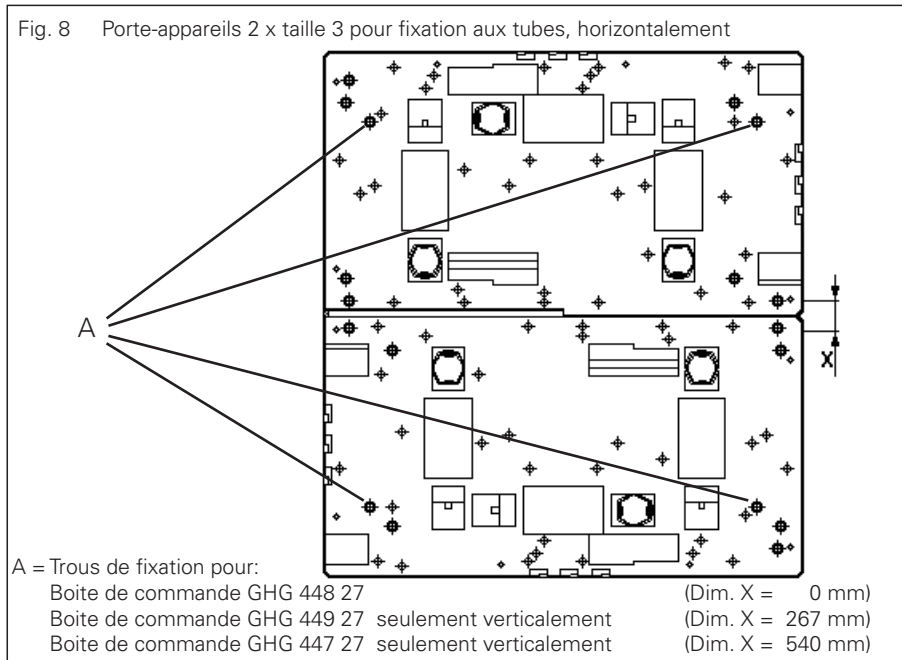 Fig. 8 Porte-appareils 2 x taille 3 pour fixation aux tubes, horizontalement
A
X
A = Trous de fixation pour:
Boite de commande GHG 448 27 (Dim. X = 0 mm)
Boite de commande GHG 449 27 seulement verticalement (Dim. X = 267 mm)
Boite de commande GHG 447 27 seulement verticalement (Dim. X = 540 mm)